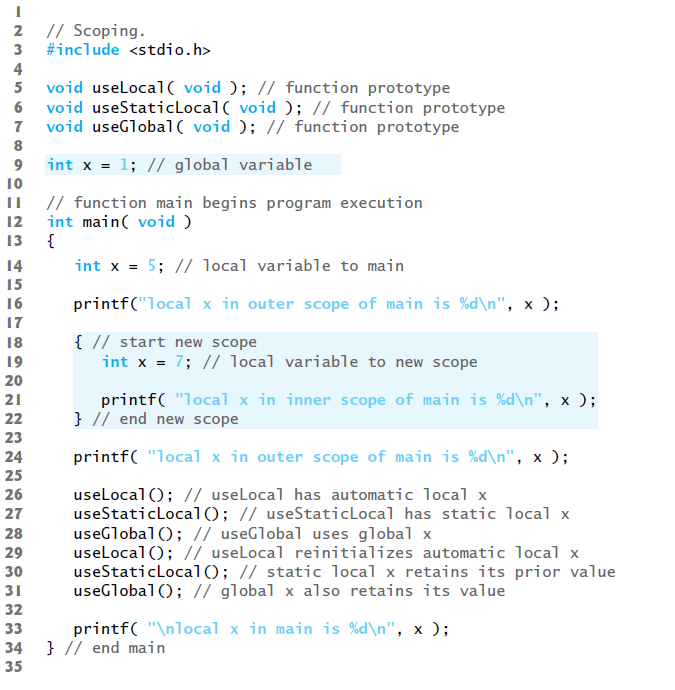 1
2 // Scoping.
3 #include <stdio.h>
4
5 void useLocal( void ); // function prototype
6 void useStaticLocal( void ); // function prototype
7 void useGlobal( void ); // function prototype
8
9 int x = 1; // global variable
10
11 // function main begins program execution
12 int main( void )
13 {
14    int x = 5; // local variable to main
15
16    printf("local x in outer scope of main is %d\n", x );
17
18    { // start new scope
19       int x = 7; // local variable to new scope
20
21       printf( "local x in inner scope of main is %d\n", x );
22    } // end new scope
23
24    printf( "local x in outer scope of main is %d\n", x );
25
26    useLocal(); // useLocal has automatic local x
27    useStaticLocal(); // useStaticLocal has static local x
28    useGlobal(); // useGlobal uses global x
29    useLocal(); // useLocal reinitializes automatic local x
30    useStaticLocal(); // static local x retains its prior value
31    useGlobal(); // global x also retains its value
32
33    printf( "\nlocal x in main is %d\n", x );
34 } // end main
35